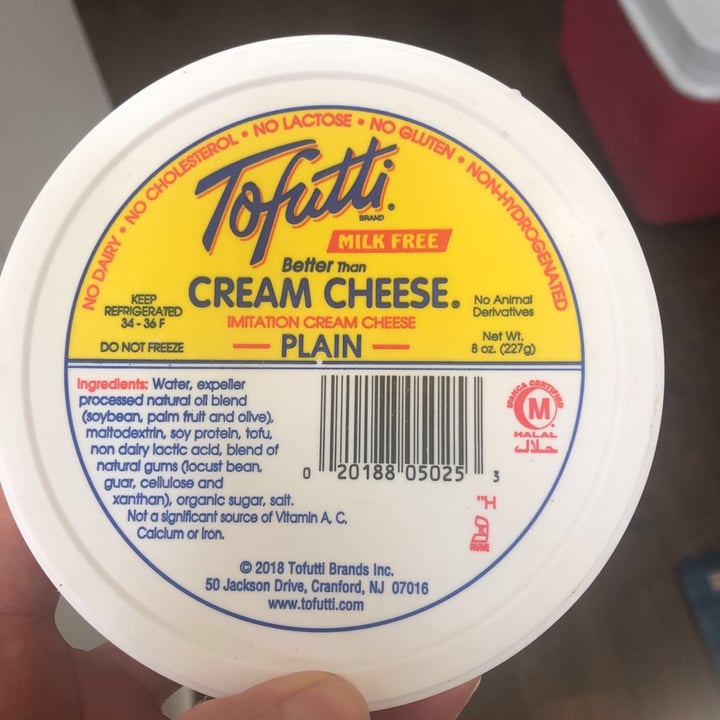 NO DAIRY • NO CHOLESTEROL • NO LACTOSE • NO GLUTEN • NON-HYDROGENATED
Tofutti®
BRAND
MILK FREE
Better Than
CREAM CHEESE®
IMITATION CREAM CHEESE
PLAIN
KEEP
REFRIGERATED
34 - 36 F
DO NOT FREEZE
No Animal
Derivatives
Net Wt.
8 oz. (227g)
Ingredients: Water, expeller
processed natural oil blend
(soybean, palm fruit and olive),
maltodextrin, soy protein, tofu,
non dairy lactic acid, blend of
natural gums (locust bean,
guar, cellulose and
xanthan), organic sugar, salt.
Not a significant source of Vitamin A, C,
Calcium or Iron.
0 20188 05025 3
IFANCA CERTIFIED
M
HALAL
حلال
"H
© 2018 Tofutti Brands Inc.
50 Jackson Drive, Cranford, NJ 07016
www.tofutti.com